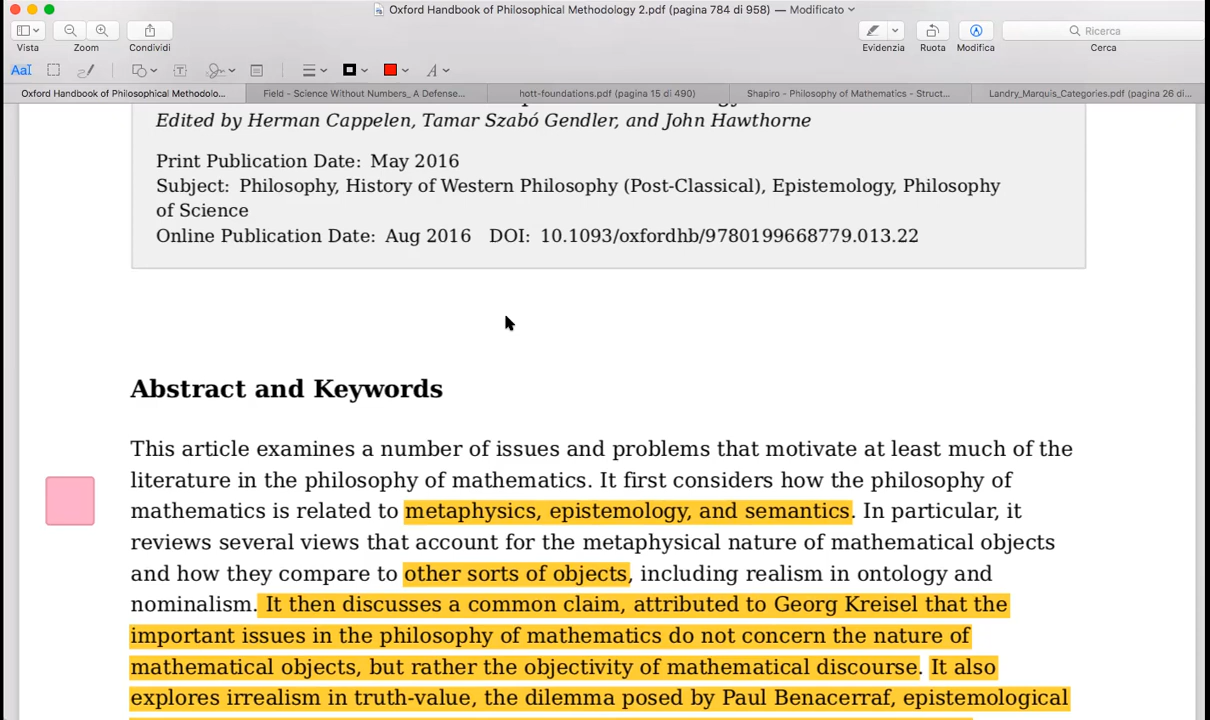 Oxford Handbook of Philosophical Methodology 2.pdf (pagina 784 di 958) — Modificato
Vista Zoom Condividi Evidenzia Ruota Modifica Ricerca Cerca
Oxford Handbook of Philosophical Methodolo... Field - Science Without Numbers_ A Defense... hott-foundations.pdf (pagina 15 di 490) Shapiro - Philosophy of Mathematics - Struct... Landry_Marquis_Categories.pdf (pagina 26 di...
Edited by Herman Cappelen, Tamar Szabó Gendler, and John Hawthorne
Print Publication Date: May 2016
Subject: Philosophy, History of Western Philosophy (Post-Classical), Epistemology, Philosophy
of Science
Online Publication Date: Aug 2016 DOI: 10.1093/oxfordhb/9780199668779.013.22
Abstract and Keywords
This article examines a number of issues and problems that motivate at least much of the
literature in the philosophy of mathematics. It first considers how the philosophy of
mathematics is related to metaphysics, epistemology, and semantics. In particular, it
reviews several views that account for the metaphysical nature of mathematical objects
and how they compare to other sorts of objects, including realism in ontology and
nominalism. It then discusses a common claim, attributed to Georg Kreisel that the
important issues in the philosophy of mathematics do not concern the nature of
mathematical objects, but rather the objectivity of mathematical discourse. It also
explores irrealism in truth-value, the dilemma posed by Paul Benacerraf, epistemological